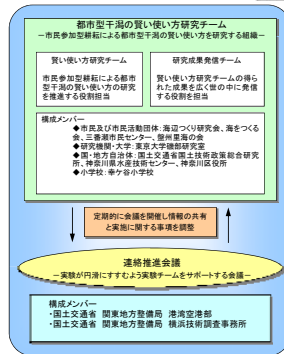 都市型干潟の賢い使い方研究チーム
－市民参加型耕耘による都市型干潟の賢い使い方を研究する組織－
賢い使い方研究チーム
市民参加型耕耘による都市
型干潟の賢い使い方の研究
を推進する役割担当
研究成果発信チーム
賢い使い方研究チームの得ら
れた成果を広く世の中に発信
する役割を担当
構成メンバー
◆市民及び市民活動団体：海辺つくり研究会、海をつくる
会、三番瀬市民センター、盤州里海の会
◆研究機関・大学：東京大学磯部研究室
◆国・地方自治体：国土交通省国土技術政策総合研究
所、神奈川県水産技術センター、神奈川区役所
◆小学校：幸ケ谷小学校
定期的に会議を開催し情報の共有
と実施に関する事項を調整
連絡推進会議
－実験が円滑にすすむよう実験チームをサポートする会議－
構成メンバー
・国土交通省 関東地方整備局 港湾空港部
・国土交通省 関東地方整備局 横浜技術調査事務所